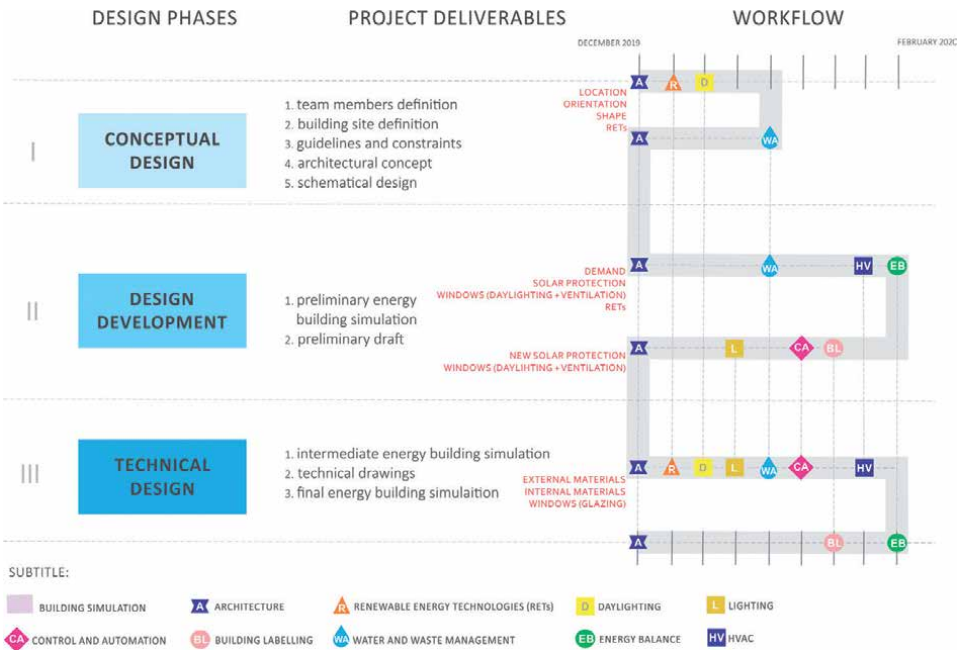 DESIGN PHASES
PROJECT DELIVERABLES
WORKFLOW
DECEMBER 2019
FEBRUARY 202C
A
R
D
LOCATION
ORIENTATION
SHAPE
RETs
I
CONCEPTUAL
DESIGN
1. team members definition
2. building site definition
3. guidelines and constraints
4. architectural concept
5. schematical design
A
WA
II
DESIGN
DEVELOPMENT
1. preliminary energy
building simulation
2. preliminary draft
A
WA
HV
EB
DEMAND
SOLAR PROTECTION
WINDOWS (DAYLIGHTING + VENTILATION)
RETs
A
L
CA
BL
NEW SOLAR PROTECTION
WINDOWS (DAYLIHTING + VENTILATION)
III
TECHNICAL
DESIGN
1. intermediate energy building simulation
2. technical drawings
3. final energy building simulaition
A
R
D
L
WA
CA
HV
EXTERNAL MATERIALS
INTERNAL MATERIALS
WINDOWS (GLAZING)
A
BL
EB
SUBTITLE:
BUILDING SIMULATION
A ARCHITECTURE
R RENEWABLE ENERGY TECHNOLOGIES (RETs)
D DAYLIGHTING
L LIGHTING
CA CONTROL AND AUTOMATION
BL BUILDING LABELLING
WA WATER AND WASTE MANAGEMENT
EB ENERGY BALANCE
HV HVAC